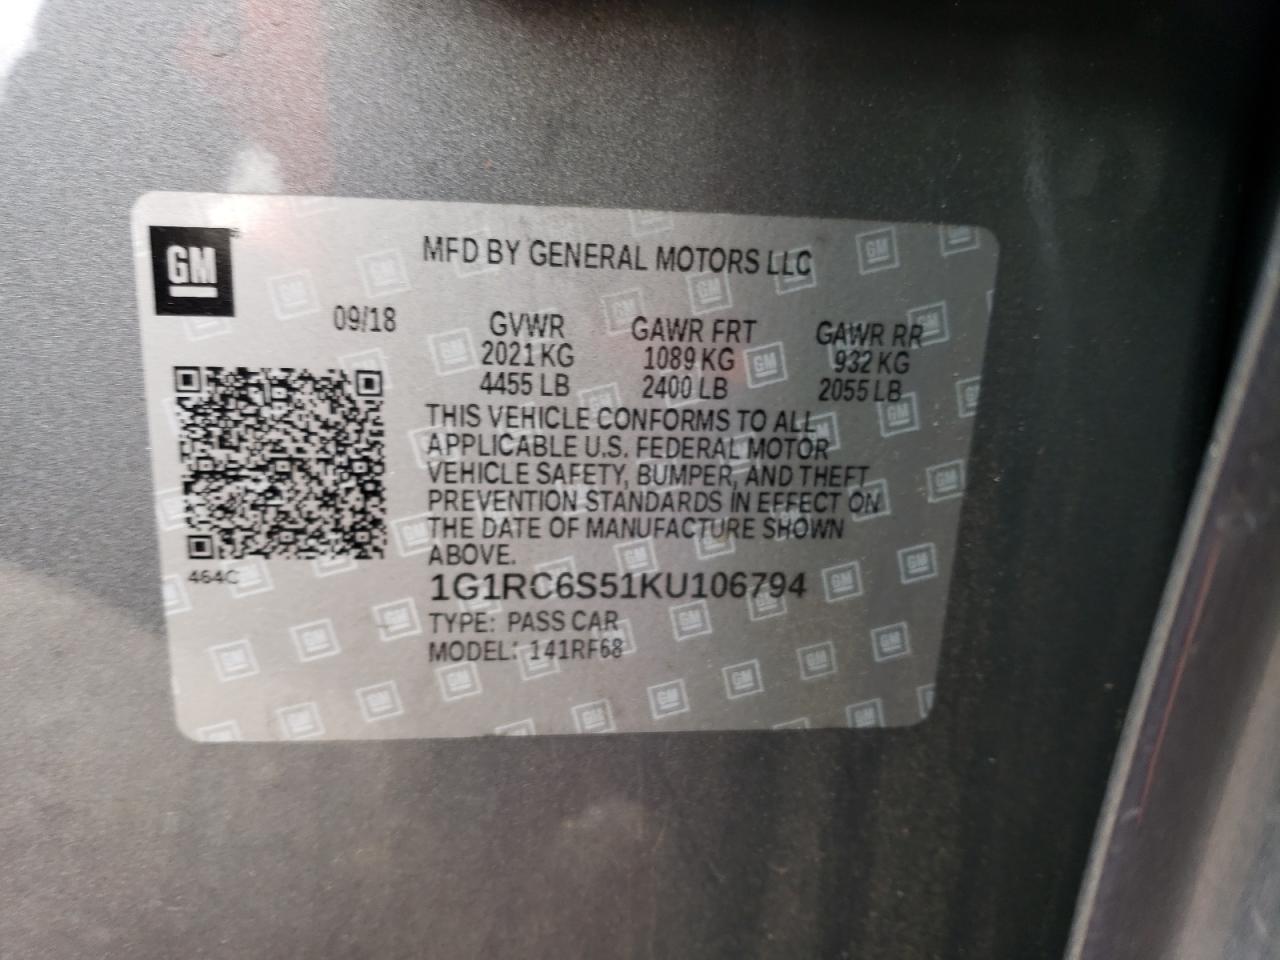 GM
MFD BY GENERAL MOTORS LLC
09/18 GVWR GAWR FRT GAWR RR
2021 KG 1089 KG 932 KG
4455 LB 2400 LB 2055 LB
THIS VEHICLE CONFORMS TO ALL
APPLICABLE U.S. FEDERAL MOTOR
VEHICLE SAFETY, BUMPER, AND THEFT
PREVENTION STANDARDS IN EFFECT ON
THE DATE OF MANUFACTURE SHOWN
ABOVE.
464C
1G1RC6S51KU106794
TYPE: PASS CAR
MODEL: 141RF68